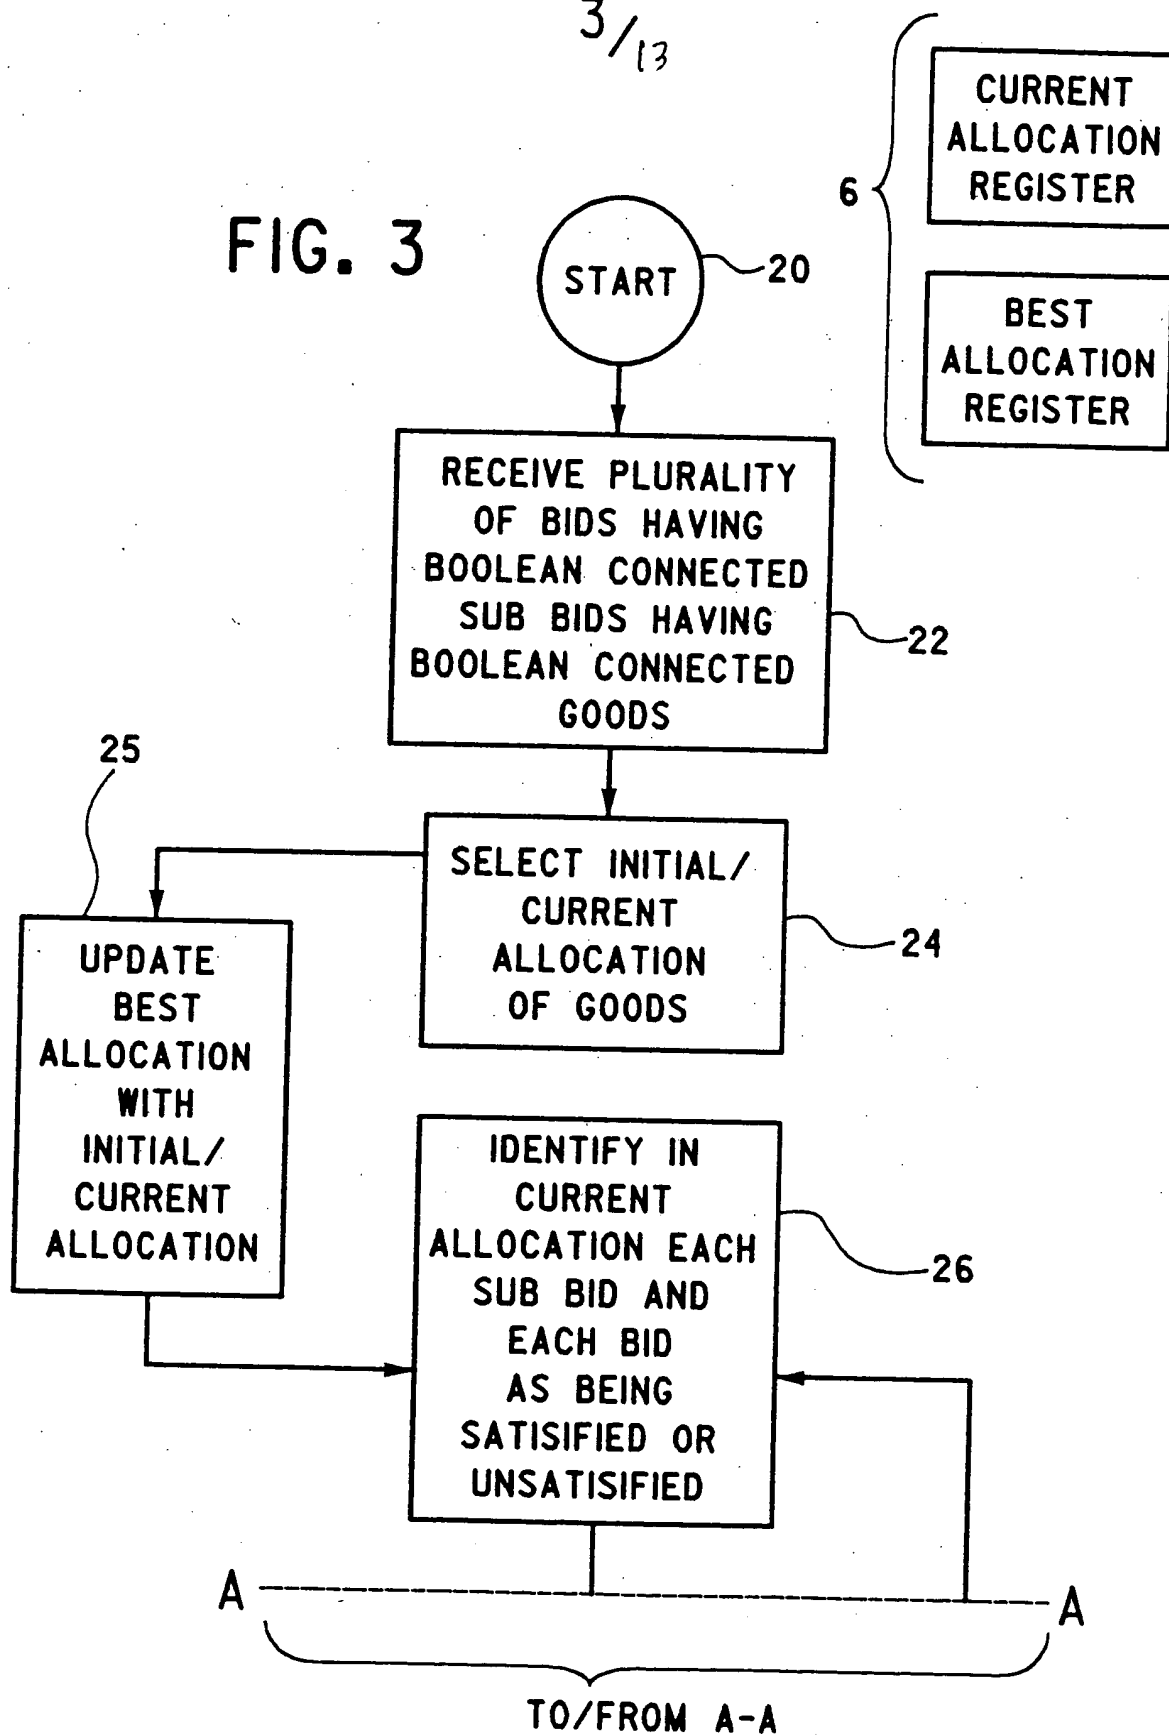 3/13
CURRENT
ALLOCATION
REGISTER
6
FIG. 3
START
20
BEST
ALLOCATION
REGISTER
RECEIVE PLURALITY
OF BIDS HAVING
BOOLEAN CONNECTED
SUB BIDS HAVING
BOOLEAN CONNECTED
GOODS
22
25
SELECT INITIAL/
CURRENT
ALLOCATION
OF GOODS
24
UPDATE
BEST
ALLOCATION
WITH
INITIAL/
CURRENT
ALLOCATION
IDENTIFY IN
CURRENT
ALLOCATION EACH
SUB BID AND
EACH BID
AS BEING
SATISIFIED OR
UNSATISIFIED
26
A
A
TO/FROM A-A